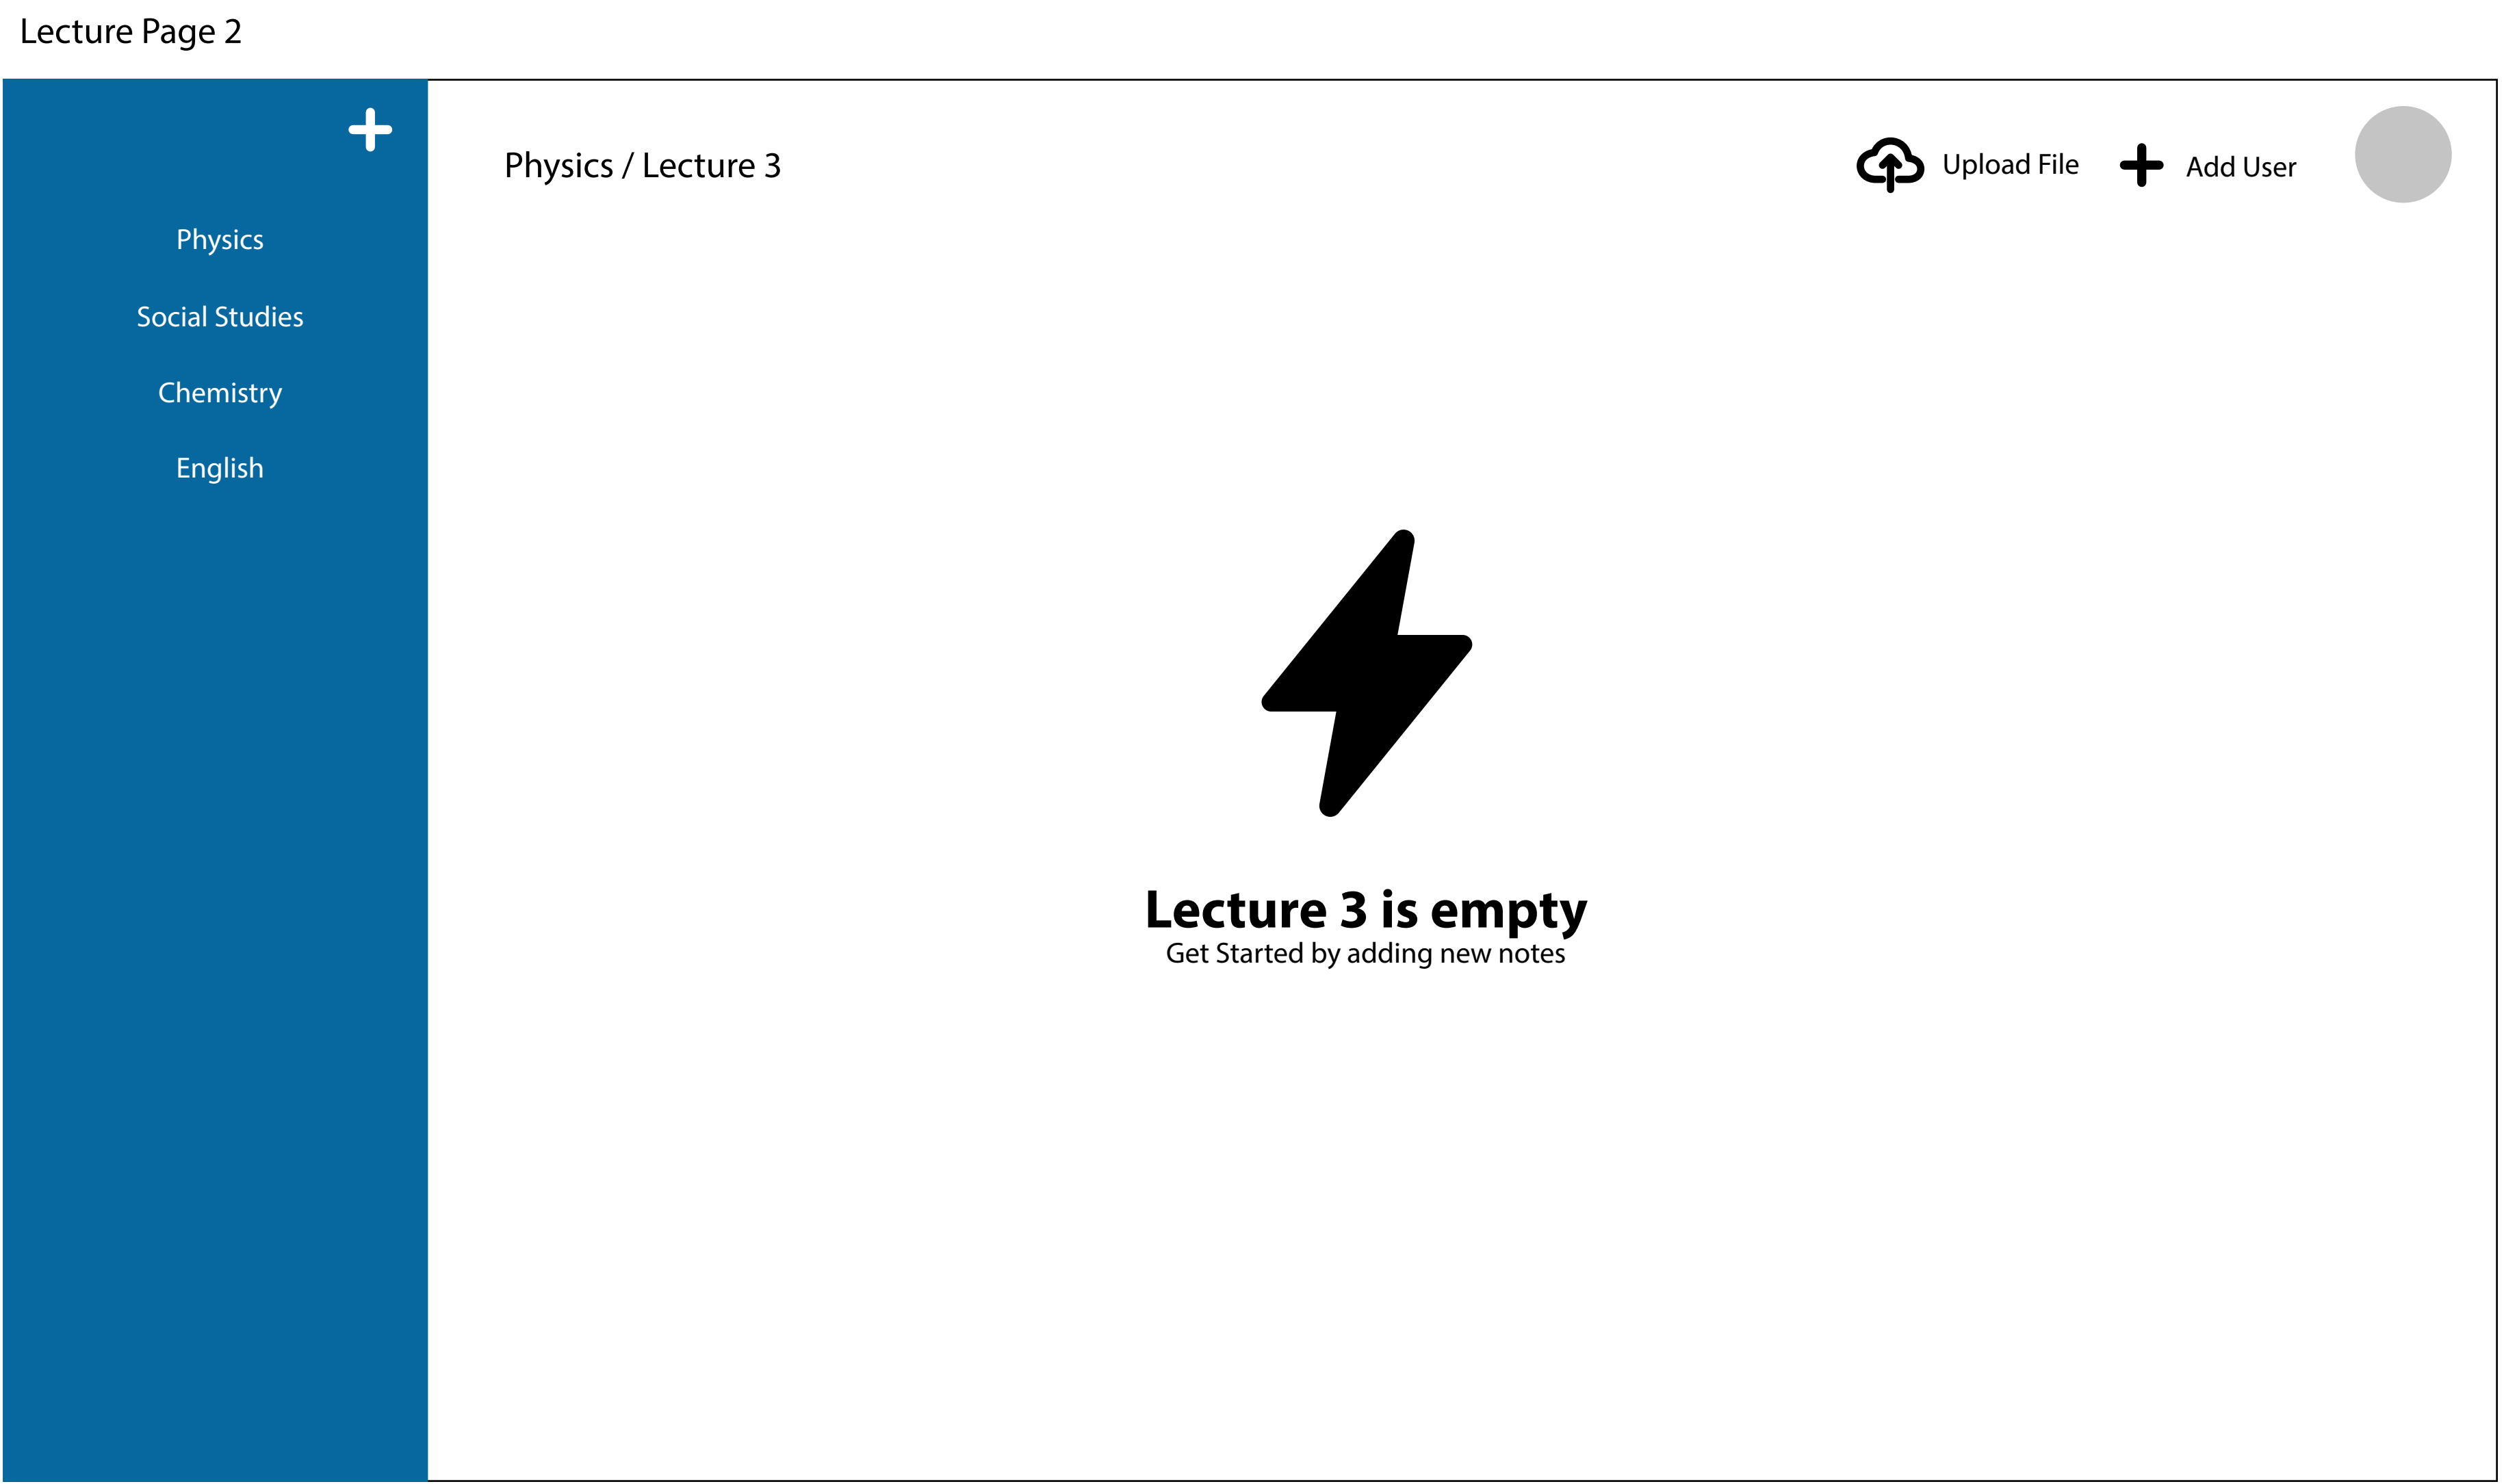 Lecture Page 2
Physics / Lecture 3
Upload File
Add User
Physics
Social Studies
Chemistry
English
Lecture 3 is empty
Get Started by adding new notes